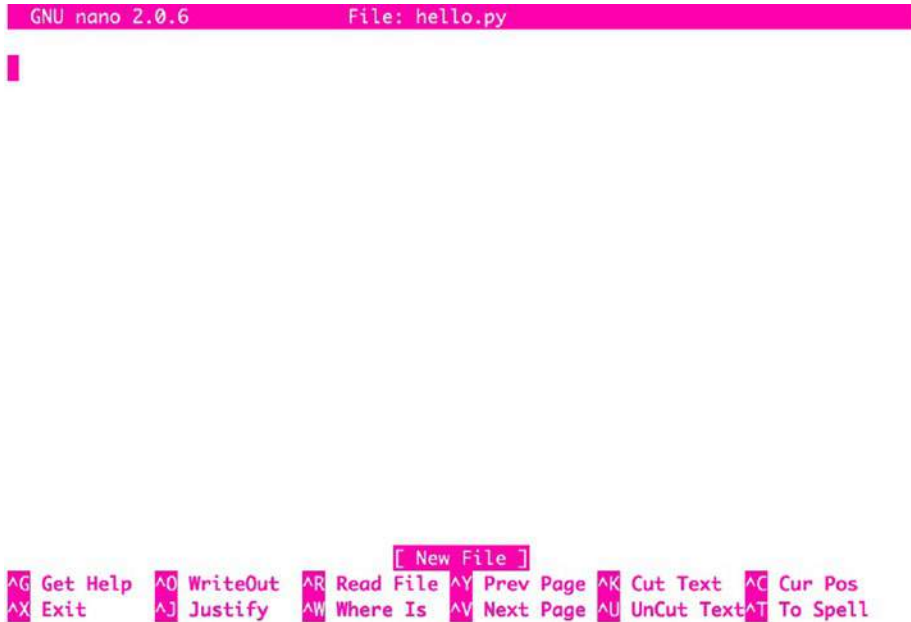 GNU nano 2.0.6 File: hello.py
[ New File ]
^G Get Help ^O WriteOut ^R Read File ^Y Prev Page ^K Cut Text ^C Cur Pos
^X Exit ^J Justify ^W Where Is ^V Next Page ^U UnCut Text^T To Spell